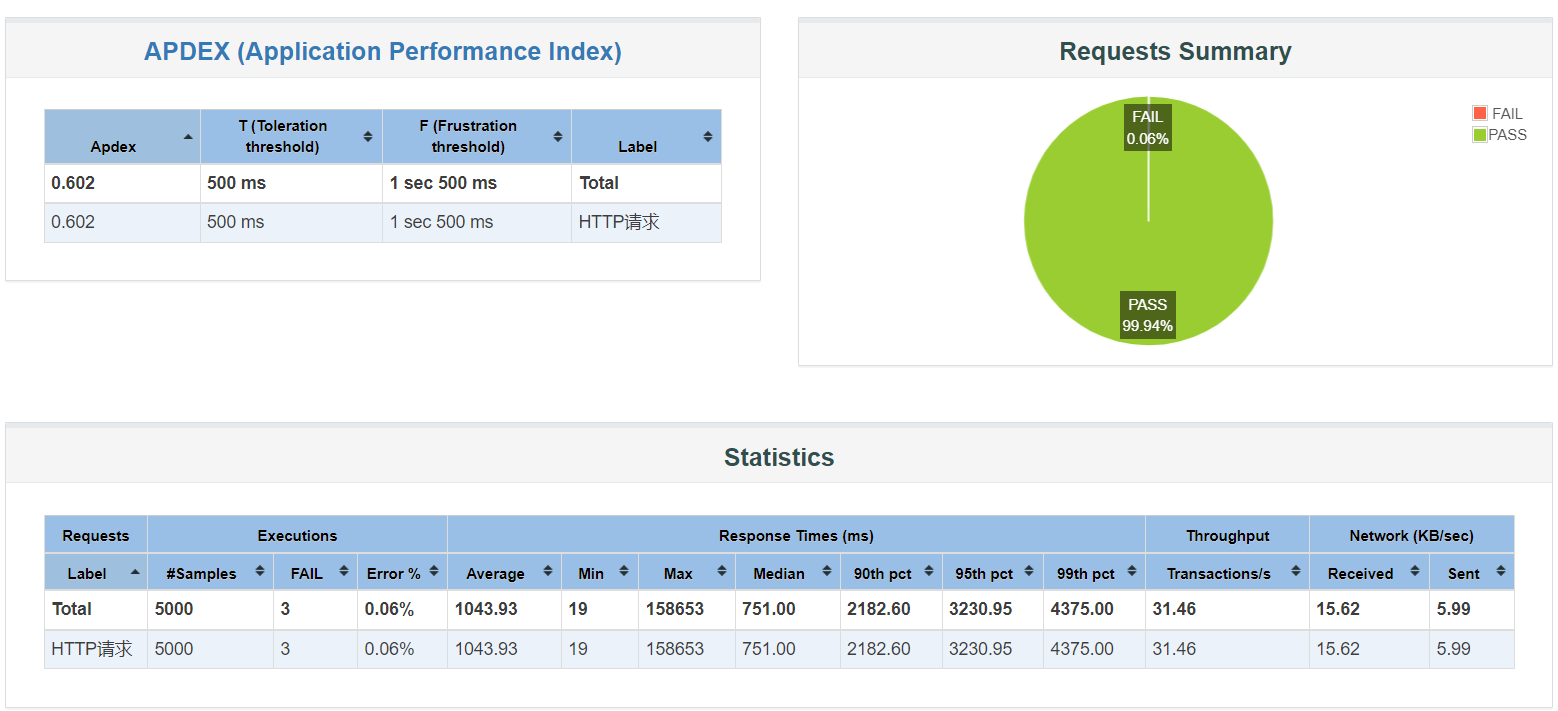 APDEX (Application Performance Index)
Apdex T (Toleration threshold) F (Frustration threshold) Label
0.602 500 ms 1 sec 500 ms Total
0.602 500 ms 1 sec 500 ms HTTP请求
Requests Summary
FAIL
0.06%
PASS
99.94%
FAIL
PASS
Statistics
Requests Executions Response Times (ms) Throughput Network (KB/sec)
Label #Samples FAIL Error % Average Min Max Median 90th pct 95th pct 99th pct Transactions/s Received Sent
Total 5000 3 0.06% 1043.93 19 158653 751.00 2182.60 3230.95 4375.00 31.46 15.62 5.99
HTTP请求 5000 3 0.06% 1043.93 19 158653 751.00 2182.60 3230.95 4375.00 31.46 15.62 5.99